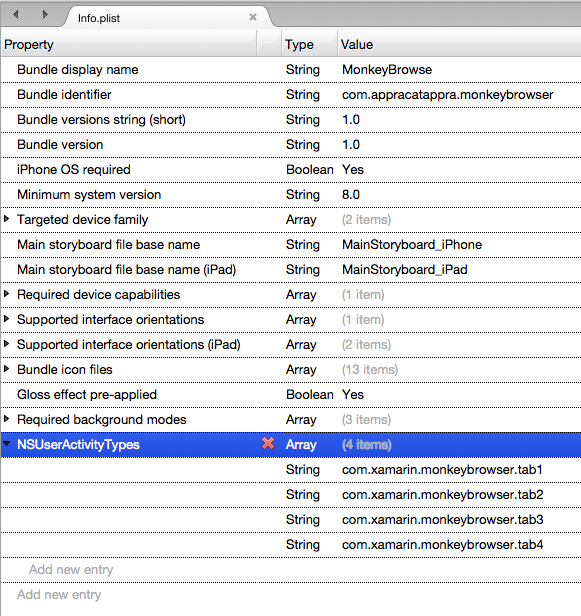 Info.plist
Property Type Value
Bundle display name String MonkeyBrowse
Bundle identifier String com.appracatappra.monkeybrowser
Bundle versions string (short) String 1.0
Bundle version String 1.0
iPhone OS required Boolean Yes
Minimum system version String 8.0
Targeted device family Array (2 items)
Main storyboard file base name String MainStoryboard_iPhone
Main storyboard file base name (iPad) String MainStoryboard_iPad
Required device capabilities Array (1 item)
Supported interface orientations Array (1 item)
Supported interface orientations (iPad) Array (2 items)
Bundle icon files Array (13 items)
Gloss effect pre-applied Boolean Yes
Required background modes Array (3 items)
NSUserActivityTypes Array (4 items)
String com.xamarin.monkeybrowser.tab1
String com.xamarin.monkeybrowser.tab2
String com.xamarin.monkeybrowser.tab3
String com.xamarin.monkeybrowser.tab4
Add new entry
Add new entry